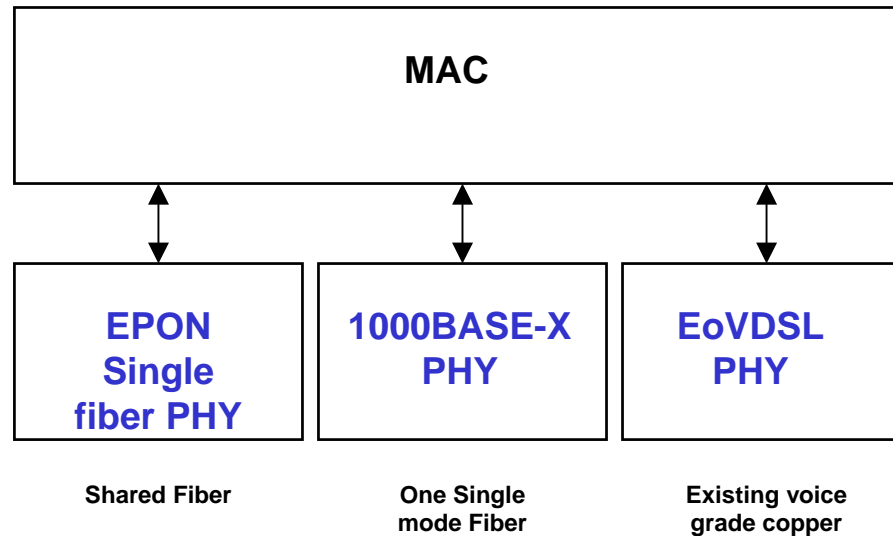 MAC
EPON
Single
fiber PHY
1000BASE-X
PHY
EoVDSL
PHY
Shared Fiber
One Single
mode Fiber
Existing voice
grade copper